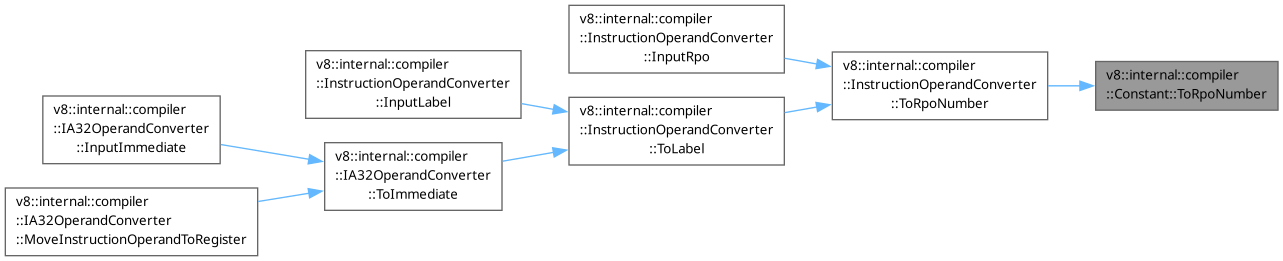 v8::internal::compiler
::InstructionOperandConverter
::InputRpo
v8::internal::compiler
::InstructionOperandConverter
::InputLabel
v8::internal::compiler
::InstructionOperandConverter
::ToRpoNumber
v8::internal::compiler
::Constant::ToRpoNumber
v8::internal::compiler
::IA32OperandConverter
::InputImmediate
v8::internal::compiler
::InstructionOperandConverter
::ToLabel
v8::internal::compiler
::IA32OperandConverter
::ToImmediate
v8::internal::compiler
::IA32OperandConverter
::MoveInstructionOperandToRegister